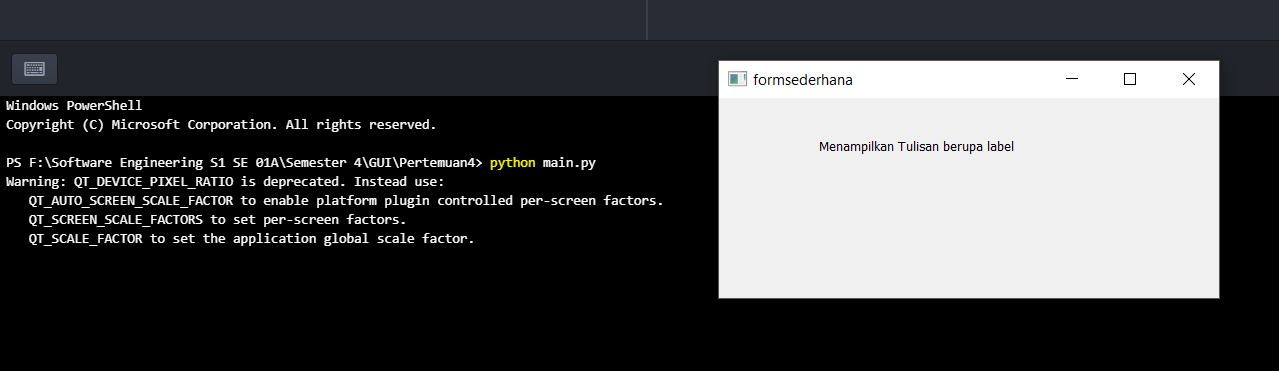 Windows PowerShell
Copyright (C) Microsoft Corporation. All rights reserved.
PS F:\Software Engineering S1 SE 01A\Semester 4\GUI\Pertemuan4> python main.py
Warning: QT_DEVICE_PIXEL_RATIO is deprecated. Instead use:
QT_AUTO_SCREEN_SCALE_FACTOR to enable platform plugin controlled per-screen factors.
QT_SCREEN_SCALE_FACTORS to set per-screen factors.
QT_SCALE_FACTOR to set the application global scale factor.
formsederhana
Menampilkan Tulisan berupa label